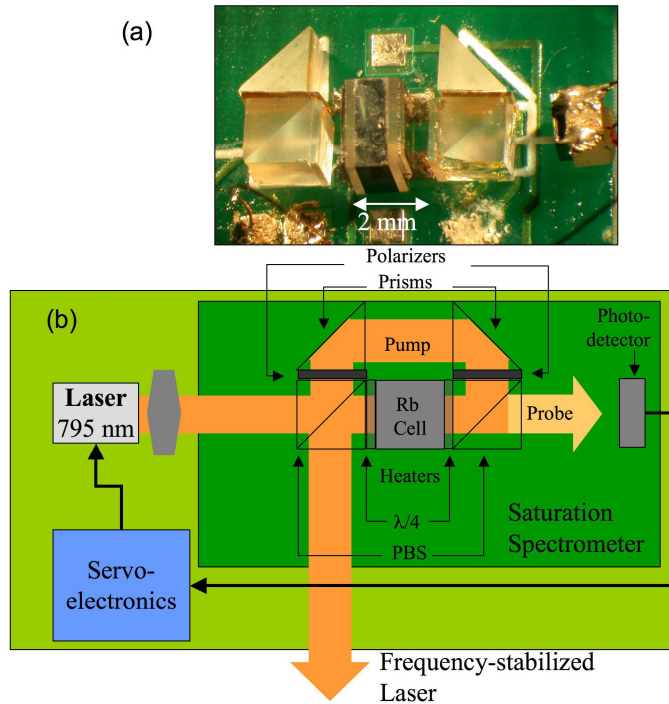 (a)
2 mm
Polarizers
Prisms
(b)
Photo-
detector
Pump
Laser
795 nm
Rb
Cell
Probe
Heaters
λ/4
PBS
Saturation
Spectrometer
Servo-
electronics
Frequency-stabilized
Laser